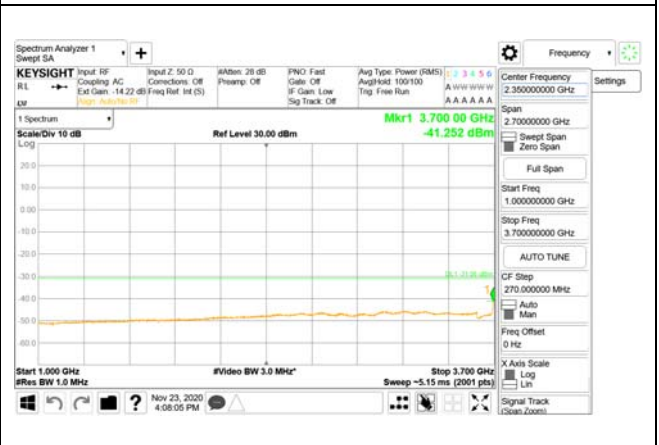 Spectrum Analyzer 1
Swept SA
Frequency
Settings
KEYSIGHT
RL
Input: RF
Coupling: AC
Ext Gain: -14.22 dB
Align: Auto/No RF
Input Z: 50 Ω
Corrections: Off
Freq Ref: Int (S)
#Atten: 28 dB
Preamp: Off
PNO: Fast
Gate: Off
IF Gain: Low
Sig Track: Off
Avg Type: Power (RMS)
Avg|Hold: 100/100
Trig: Free Run
1 2 3 4 5 6
A W W W W W
A A A A A A
1 Spectrum
Scale/Div 10 dB
Log
Ref Level 30.00 dBm
Mkr1 3.700 00 GHz
-41.252 dBm
20.0
10.0
0.00
-10.0
-20.0
-30.0
-40.0
-50.0
-60.0
1
Start 1.000 GHz
#Res BW 1.0 MHz
#Video BW 3.0 MHz*
Stop 3.700 GHz
Sweep ~5.15 ms (2001 pts)
Center Frequency
2.350000000 GHz
Span
2.70000000 GHz
Swept Span
Zero Span
Full Span
Start Freq
1.000000000 GHz
Stop Freq
3.700000000 GHz
AUTO TUNE
CF Step
270.000000 MHz
Auto
Man
Freq Offset
0 Hz
X Axis Scale
Log
Lin
Signal Track
(Span Zoom)
?
Nov 23, 2020
4:08:05 PM